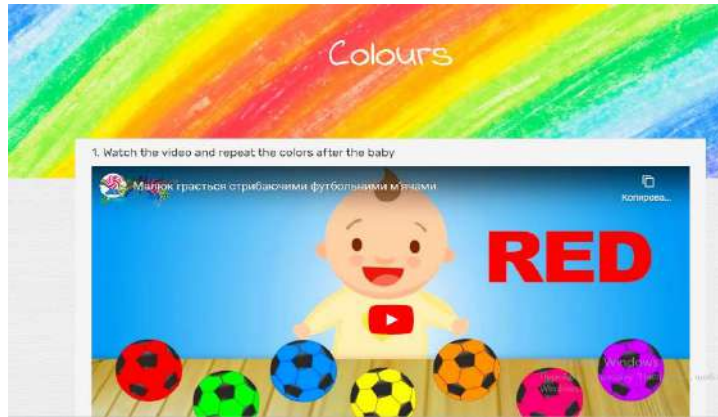 Colours
1. Watch the video and repeat the colors after the baby
Малюк грається стрибаючими футбольними м'ячами
Копирова...
RED
Windows